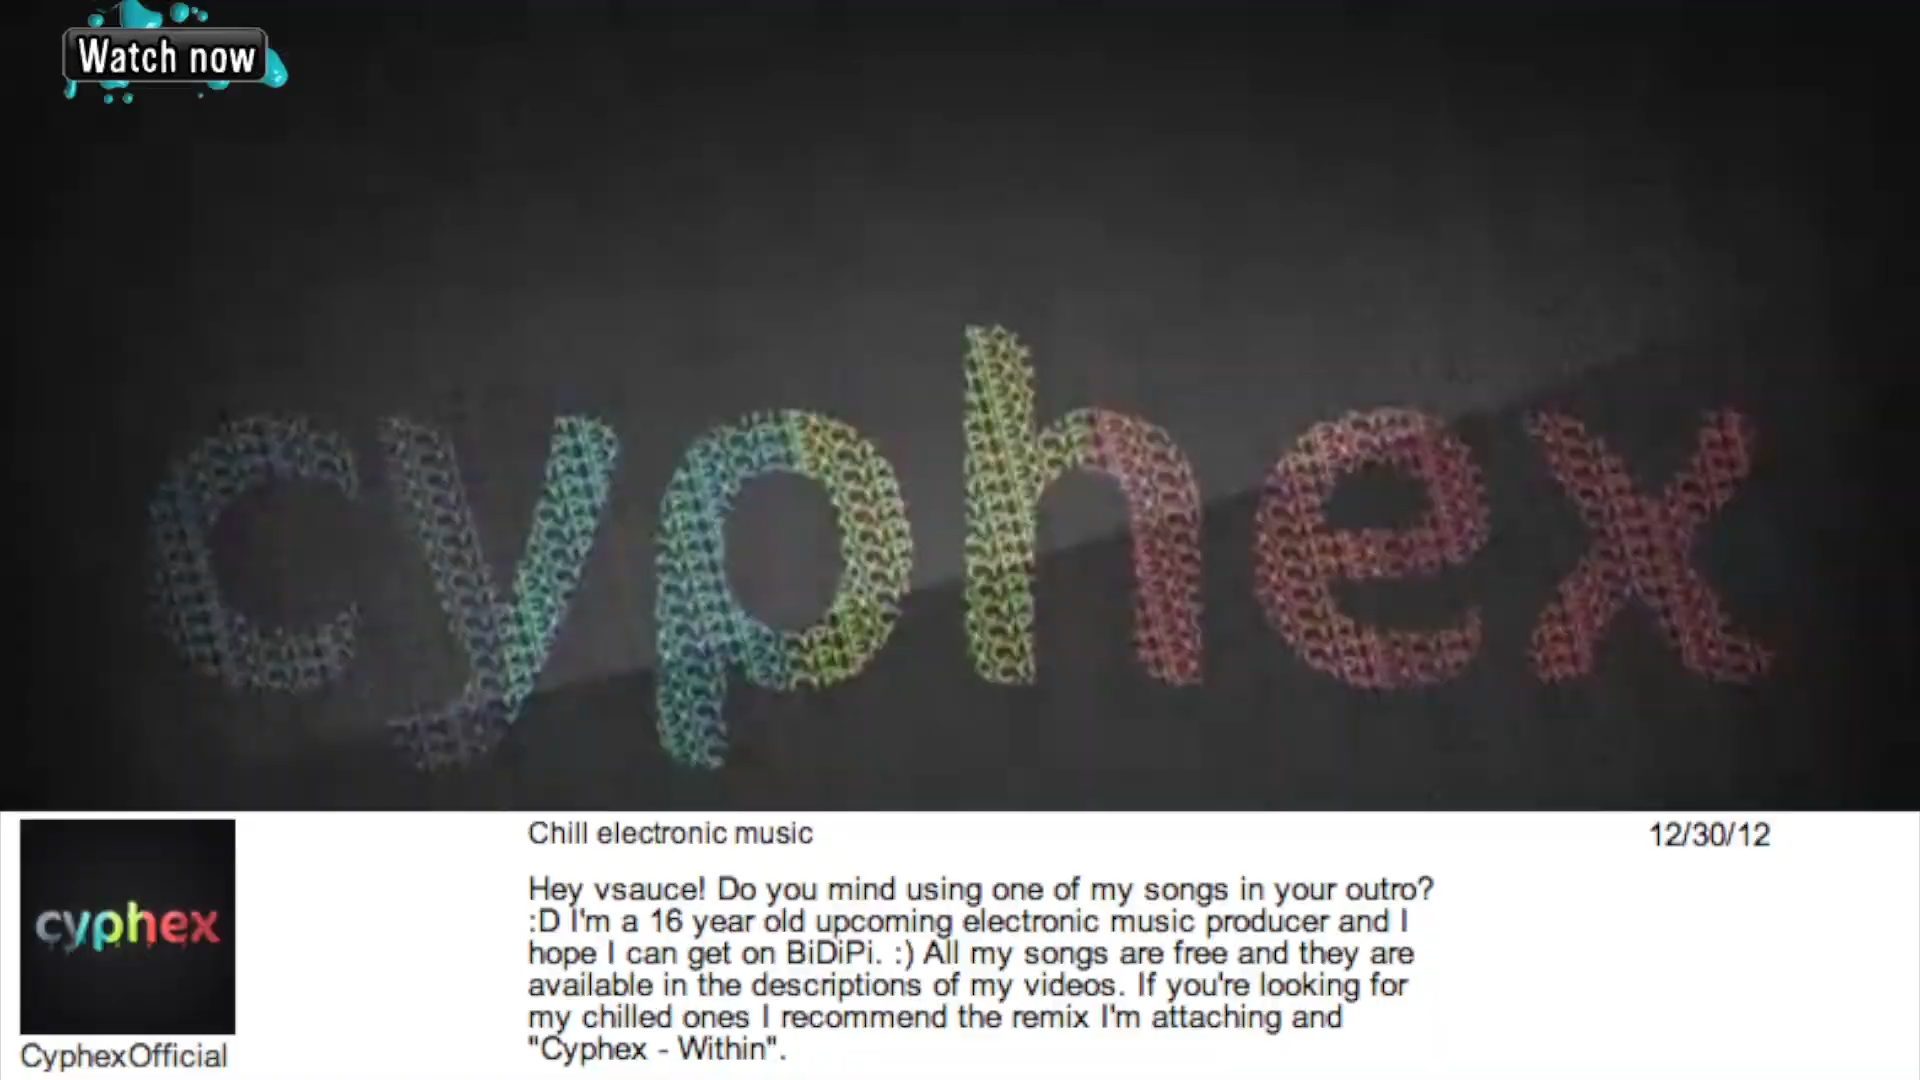 Watch now
cyphex
Chill electronic music
12/30/12
Hey vsauce! Do you mind using one of my songs in your outro?
:D I'm a 16 year old upcoming electronic music producer and I
hope I can get on BiDiPi. :) All my songs are free and they are
available in the descriptions of my videos. If you're looking for
my chilled ones I recommend the remix I'm attaching and
"Cyphex - Within".
cyphex
CyphexOfficial